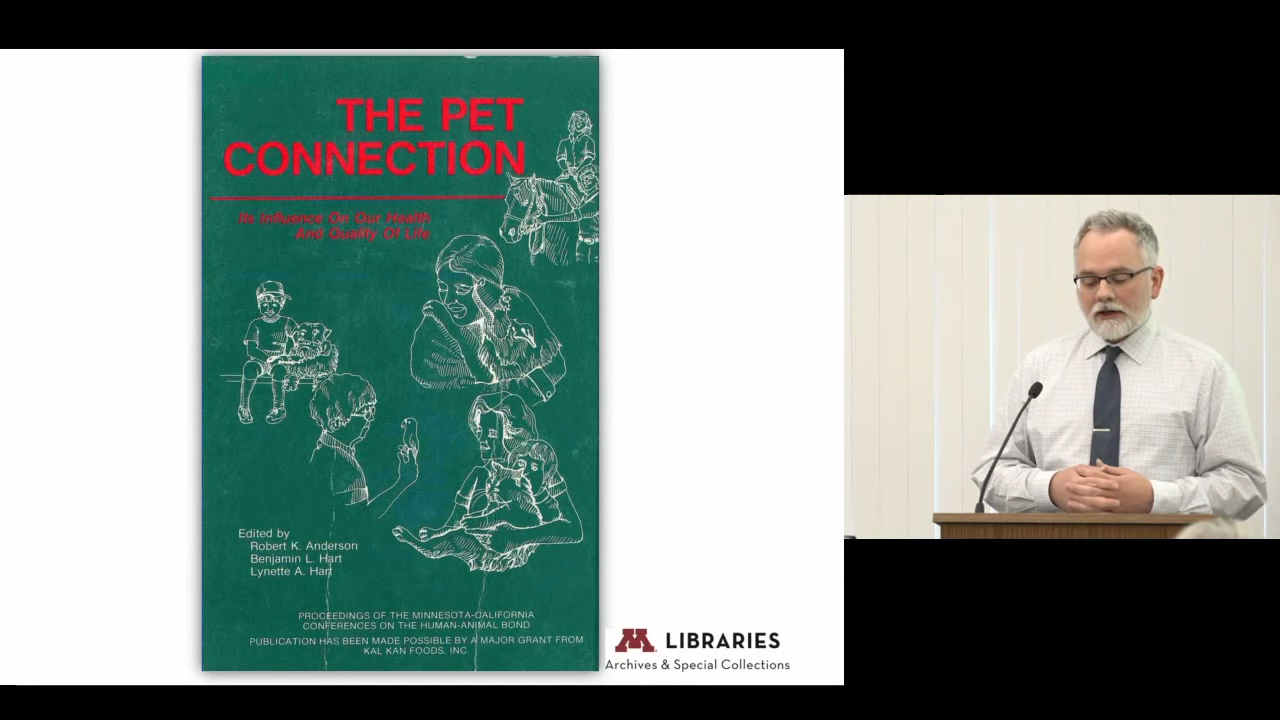 THE PET
CONNECTION
Its Influence On Our Health
And Quality Of Life
Edited by
Robert K. Anderson
Benjamin L. Hart
Lynette A. Hart
PROCEEDINGS OF THE MINNESOTA-CALIFORNIA
CONFERENCES ON THE HUMAN-ANIMAL BOND
PUBLICATION HAS BEEN MADE POSSIBLE BY A MAJOR GRANT FROM
KAL KAN FOODS, INC.
M LIBRARIES
Archives & Special Collections